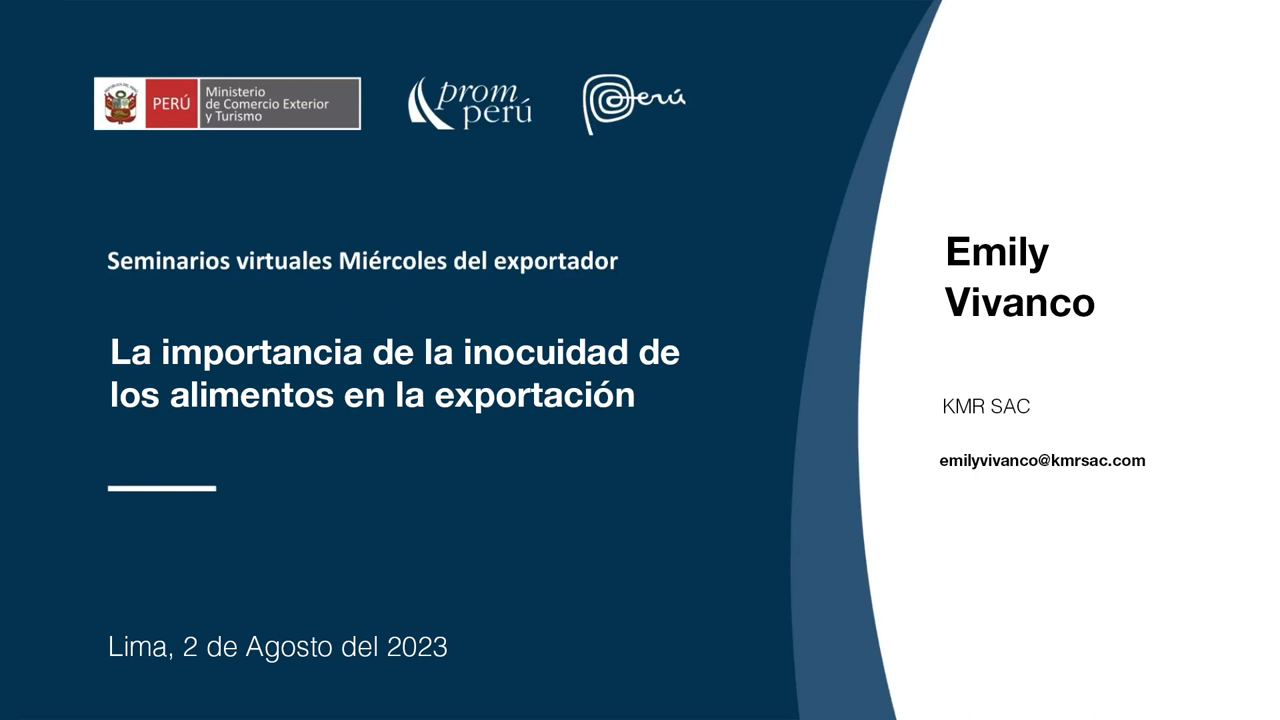 PERÚ
Ministerio
de Comercio Exterior
y Turismo
prom
perú
Perú
Seminarios virtuales Miércoles del exportador
La importancia de la inocuidad de
los alimentos en la exportación
Lima, 2 de Agosto del 2023
Emily
Vivanco
KMR SAC
emilyvivanco@kmrsac.com